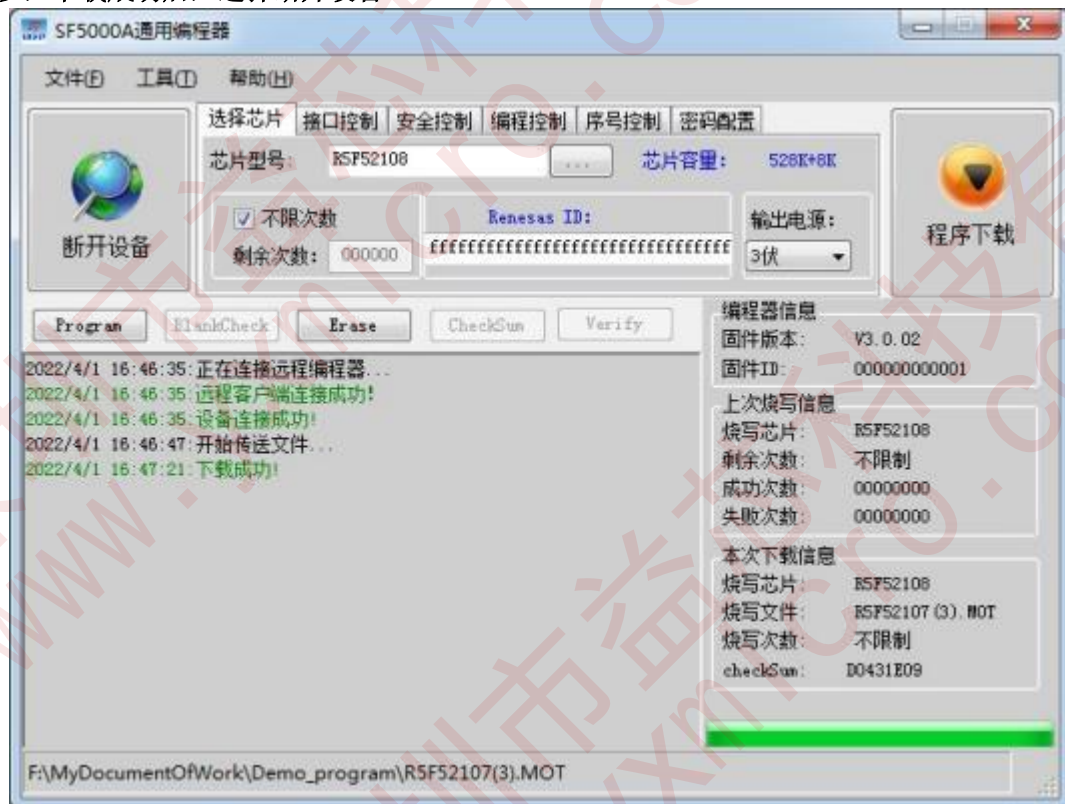 SF5000A通用编程器
文件(F) 工具(T) 帮助(H)
选择芯片 接口控制 安全控制 编程控制 序号控制 密码配置
芯片型号: R5F52108 ... 芯片容量: 528K+8K
断开设备
不限次数
剩余次数: 000000
Renesas ID:
ffffffffffffffffffffffffffffffff
输出电源:
3伏
程序下载
Program BlankCheck Erase CheckSum Verify
2022/4/1 16:46:35:正在连接远程编程器...
2022/4/1 16:46:35:远程客户端连接成功!
2022/4/1 16:46:35:设备连接成功!
2022/4/1 16:46:47:开始传送文件...
2022/4/1 16:47:21:下载成功!
编程器信息
固件版本: V3.0.02
固件ID: 000000000001
上次烧写信息
烧写芯片: R5F52108
剩余次数: 不限制
成功次数: 00000000
失败次数: 00000000
本次下载信息
烧写芯片: R5F52108
烧写文件: R5F52107(3).MOT
烧写次数: 不限制
checkSum: D0431E09
F:\MyDocumentOfWork\Demo_program\R5F52107(3).MOT